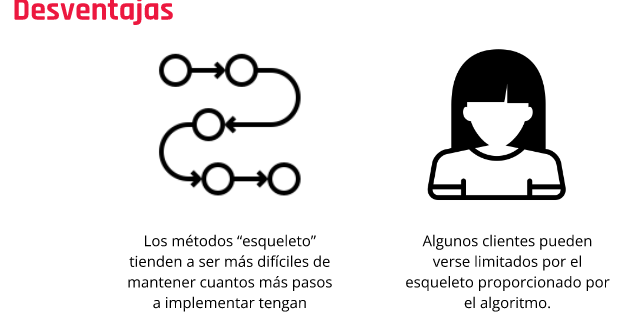 Desventajas
Los métodos “esqueleto”
tienden a ser más difíciles de
mantener cuantos más pasos
a implementar tengan
Algunos clientes pueden
verse limitados por el
esqueleto proporcionado por
el algoritmo.